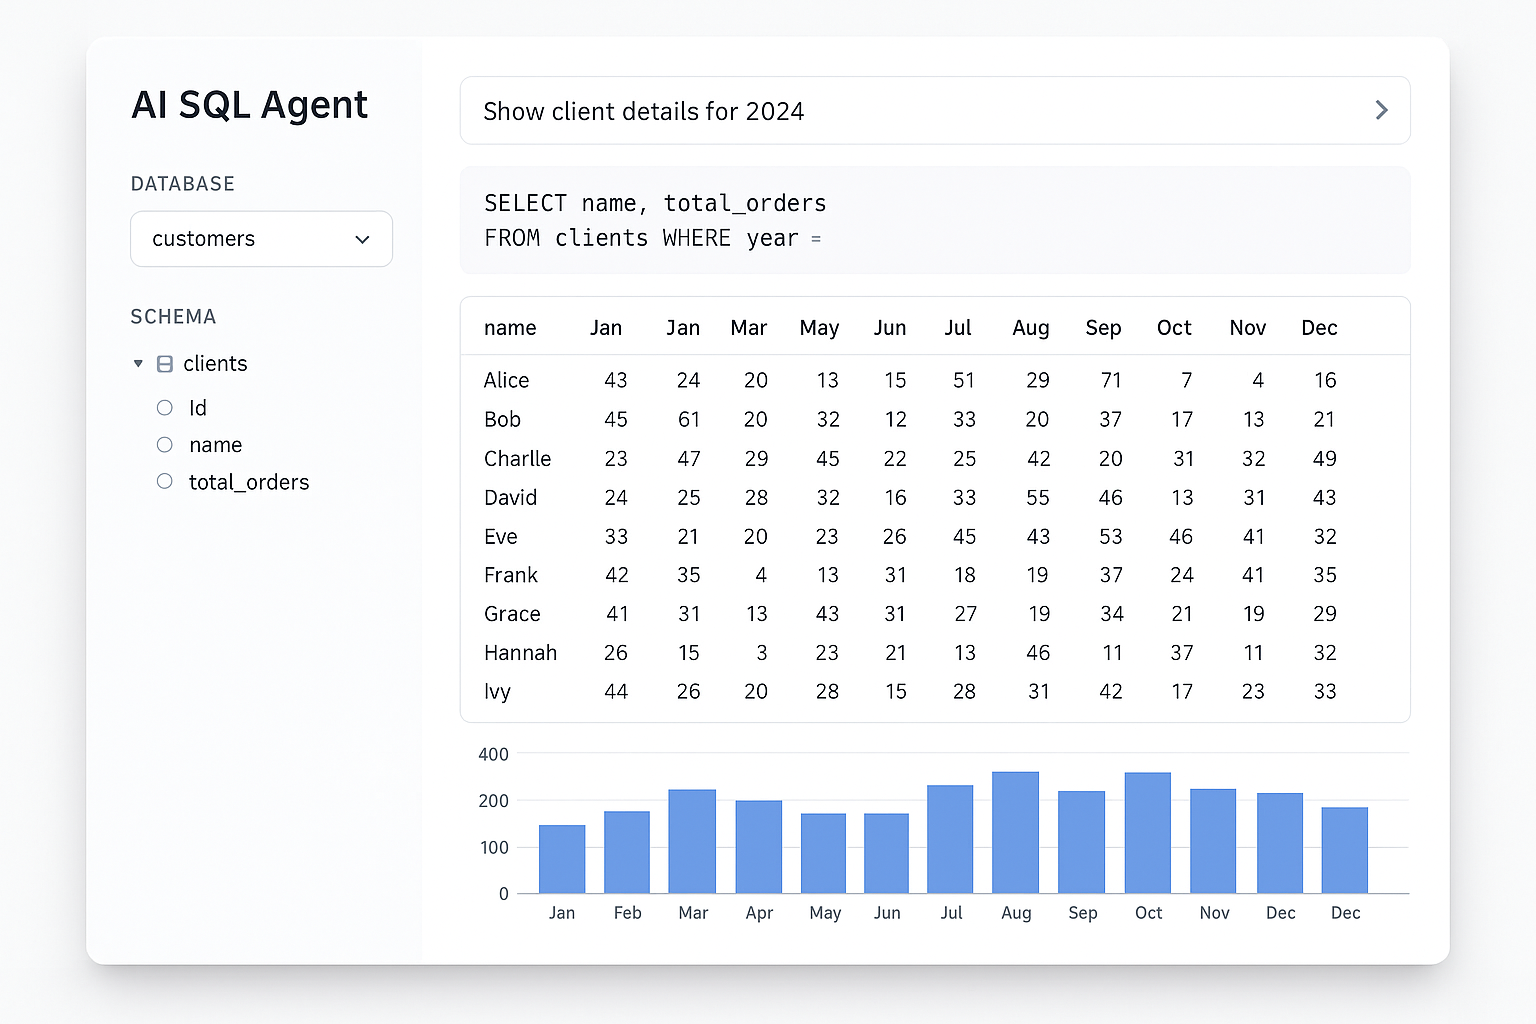 AI SQL Agent
DATABASE
customers
SCHEMA
clients
Id
name
total_orders
Show client details for 2024
SELECT name, total_orders
FROM clients WHERE year =
name Jan Jan Mar May Jun Jul Aug Sep Oct Nov Dec
Alice 43 24 20 13 15 51 29 71 7 4 16
Bob 45 61 20 32 12 33 20 37 17 13 21
Charlle 23 47 29 45 22 25 42 20 31 32 49
David 24 25 28 32 16 33 55 46 13 31 43
Eve 33 21 20 23 26 45 43 53 46 41 32
Frank 42 35 4 13 31 18 19 37 24 41 35
Grace 41 31 13 43 31 27 19 34 21 19 29
Hannah 26 15 3 23 21 13 46 11 37 11 32
Ivy 44 26 20 28 15 28 31 42 17 23 33
400
200
100
0
Jan Feb Mar Apr May Jun Jul Aug Sep Oct Nov Dec Dec